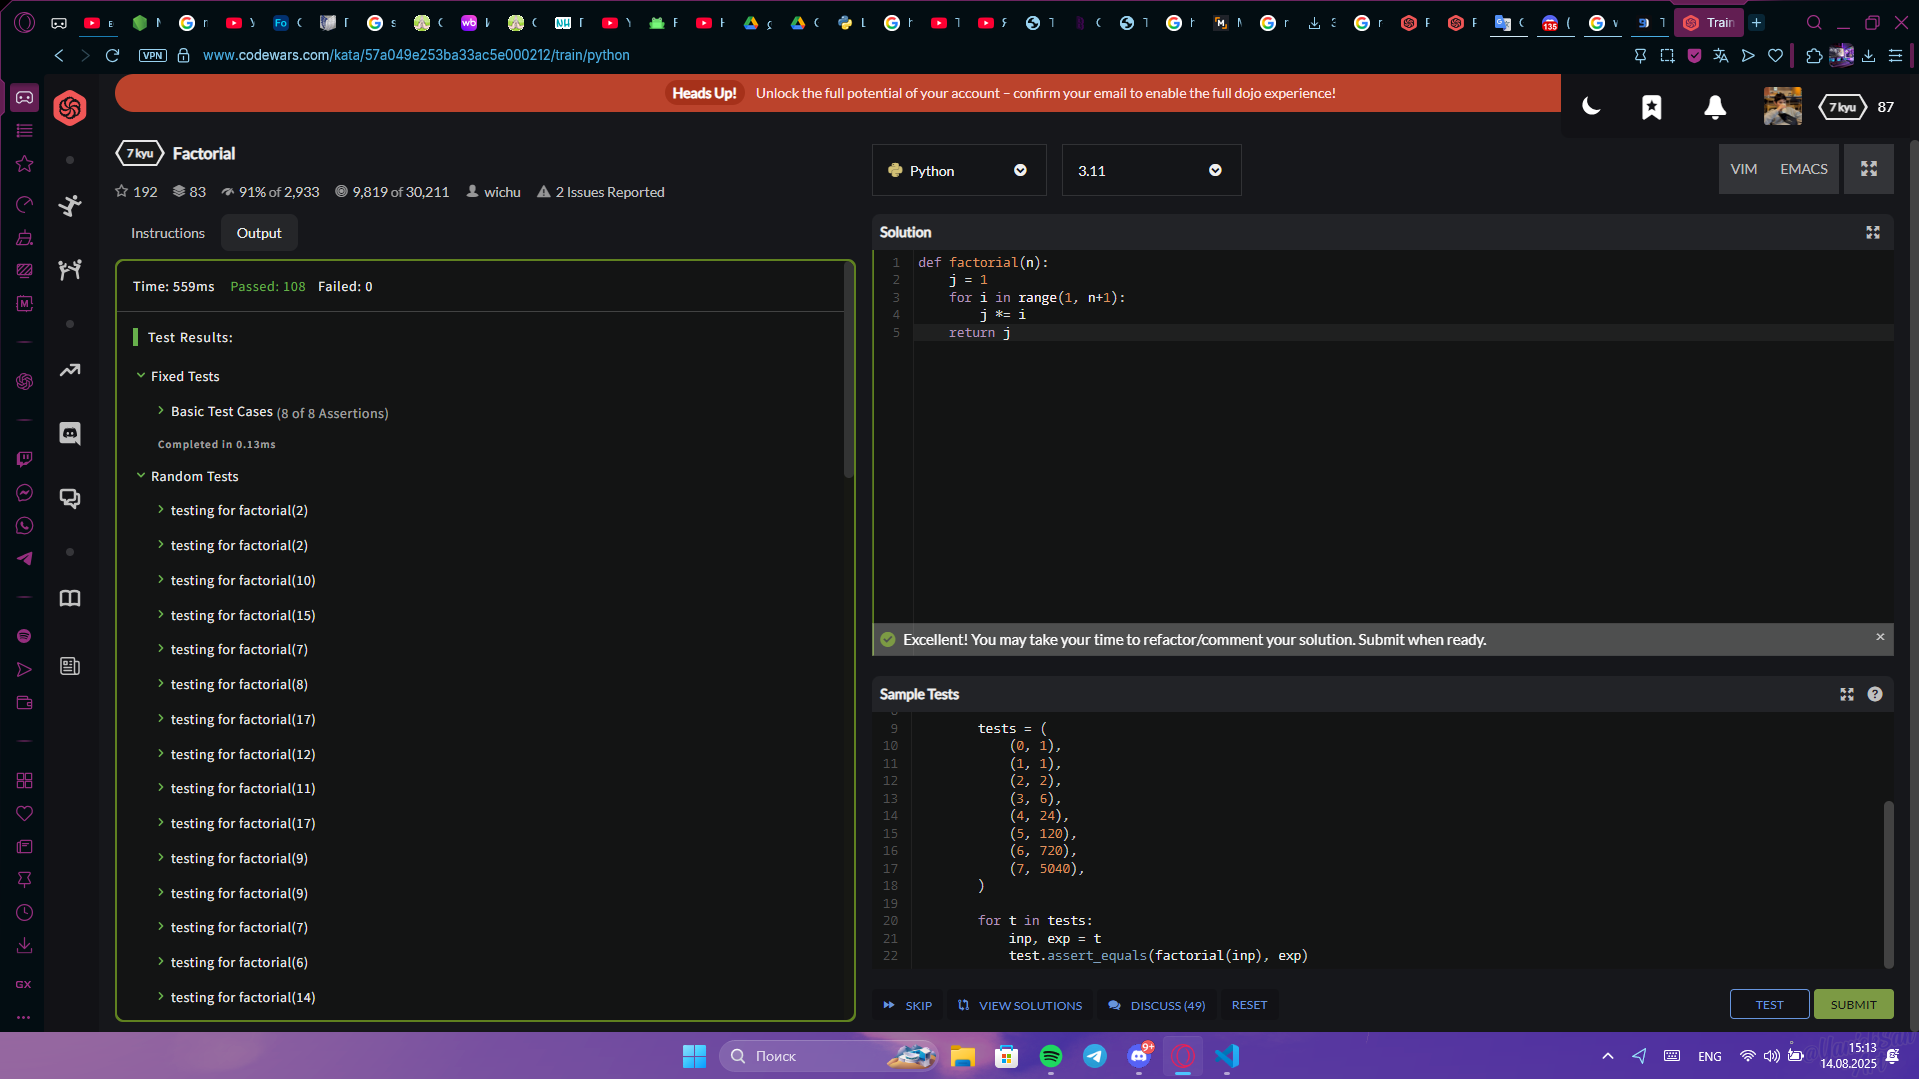 VPN
www.codewars.com/kata/57a049e253ba33ac5e000212/train/python
Train
135
Heads Up! Unlock the full potential of your account – confirm your email to enable the full dojo experience!
7 kyu 87
7 kyu Factorial
192 83 91% of 2,933 9,819 of 30,211 wichu 2 Issues Reported
Python 3.11 VIM EMACS
Instructions Output
Time: 559ms Passed: 108 Failed: 0
Test Results:
Fixed Tests
Basic Test Cases (8 of 8 Assertions)
Completed in 0.13ms
Random Tests
testing for factorial(2)
testing for factorial(2)
testing for factorial(10)
testing for factorial(15)
testing for factorial(7)
testing for factorial(8)
testing for factorial(17)
testing for factorial(12)
testing for factorial(11)
testing for factorial(17)
testing for factorial(9)
testing for factorial(9)
testing for factorial(7)
testing for factorial(6)
testing for factorial(14)
Solution
1 def factorial(n):
2 j = 1
3 for i in range(1, n+1):
4 j *= i
5 return j
Excellent! You may take your time to refactor/comment your solution. Submit when ready.
Sample Tests
9 tests = (
10 (0, 1),
11 (1, 1),
12 (2, 2),
13 (3, 6),
14 (4, 24),
15 (5, 120),
16 (6, 720),
17 (7, 5040),
18 )
19
20 for t in tests:
21 inp, exp = t
22 test.assert_equals(factorial(inp), exp)
SKIP VIEW SOLUTIONS DISCUSS (49) RESET TEST SUBMIT
GX
Поиск
9+
ENG
15:13
14.08.2025